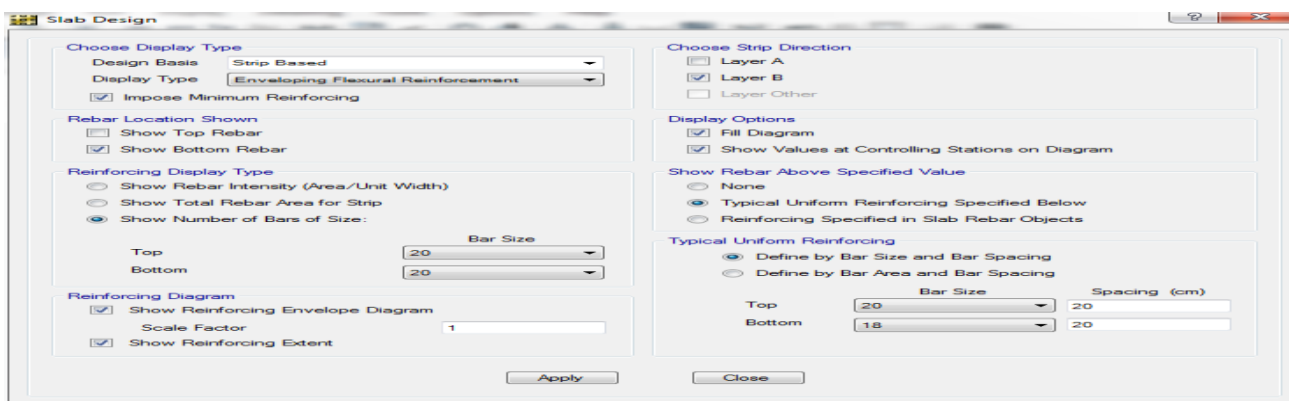 Slab Design
Choose Display Type
Design Basis Strip Based
Display Type Enveloping Flexural Reinforcement
Impose Minimum Reinforcing
Rebar Location Shown
Show Top Rebar
Show Bottom Rebar
Reinforcing Display Type
Show Rebar Intensity (Area/Unit Width)
Show Total Rebar Area for Strip
Show Number of Bars of Size:
Bar Size
Top 20
Bottom 20
Reinforcing Diagram
Show Reinforcing Envelope Diagram
Scale Factor 1
Show Reinforcing Extent
Choose Strip Direction
Layer A
Layer B
Layer Other
Display Options
Fill Diagram
Show Values at Controlling Stations on Diagram
Show Rebar Above Specified Value
None
Typical Uniform Reinforcing Specified Below
Reinforcing Specified in Slab Rebar Objects
Typical Uniform Reinforcing
Define by Bar Size and Bar Spacing
Define by Bar Area and Bar Spacing
Bar Size Spacing (cm)
Top 20 20
Bottom 18 20
Apply Close